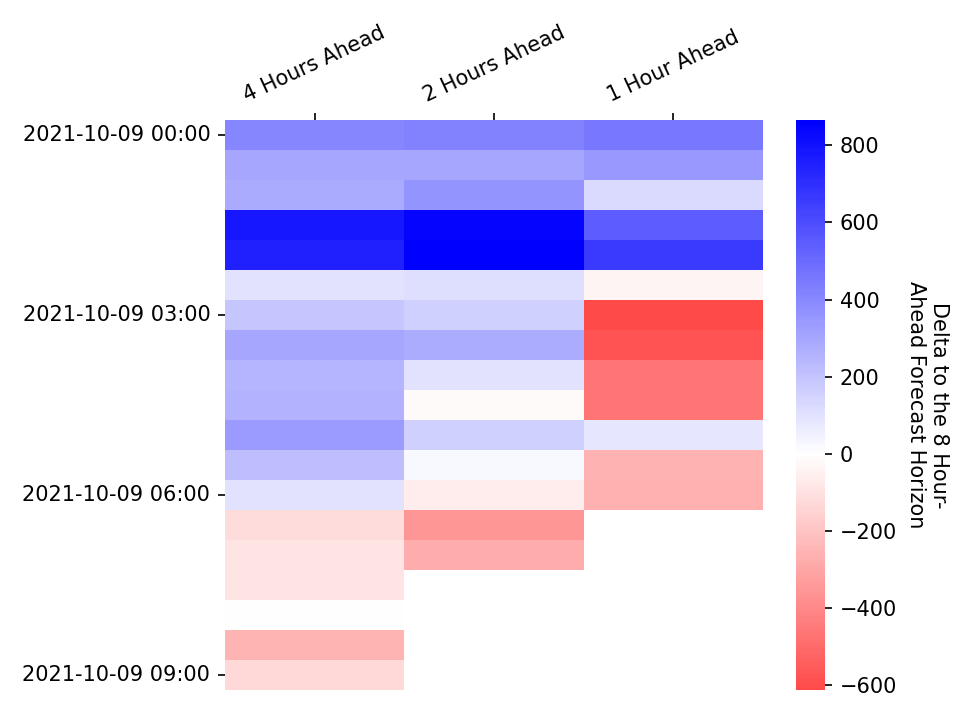 4 Hours Ahead
2 Hours Ahead
1 Hour Ahead
2021-10-09 00:00
2021-10-09 03:00
2021-10-09 06:00
2021-10-09 09:00
800
600
400
200
0
−200
−400
−600
Delta to the 8 Hour-
Ahead Forecast Horizon